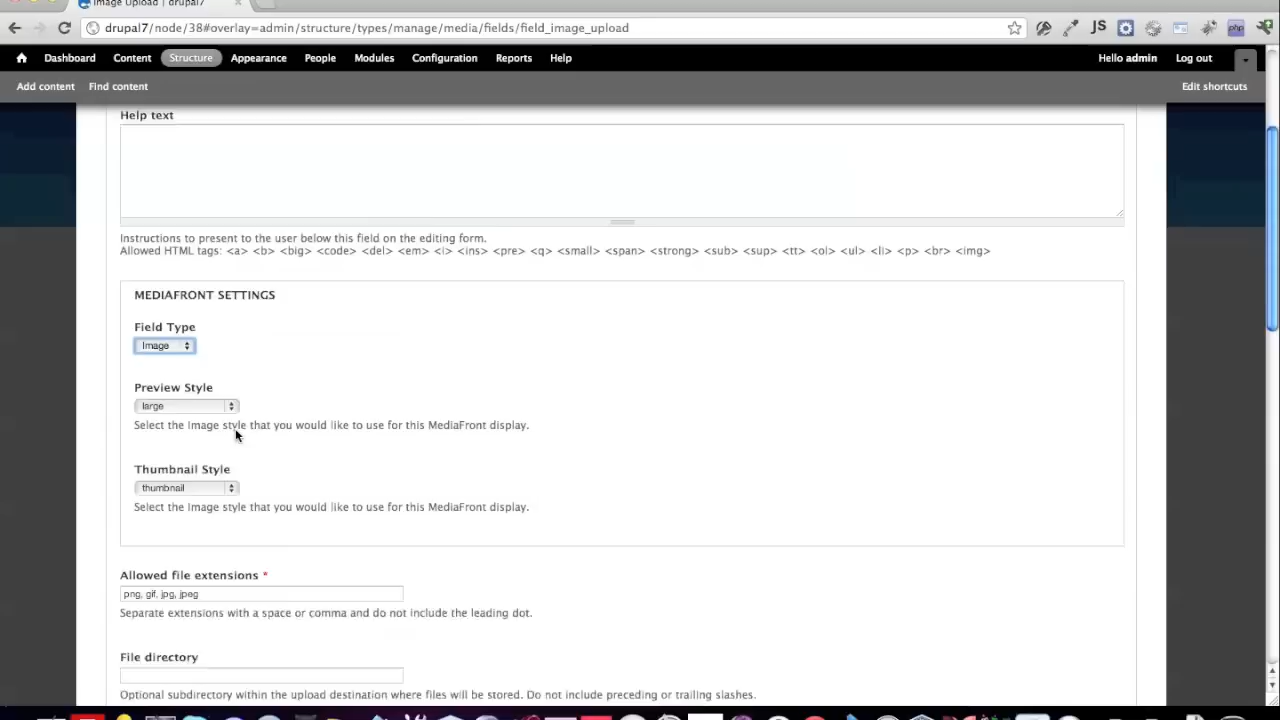 Image upload | drupal7
drupal7/node/38#overlay=admin/structure/types/manage/media/fields/field_image_upload
JS
php
Dashboard Content Structure Appearance People Modules Configuration Reports Help Hello admin Log out
Add content Find content Edit shortcuts
Help text
Instructions to present to the user below this field on the editing form.
Allowed HTML tags: <a> <b> <big> <code> <del> <em> <i> <ins> <pre> <q> <small> <span> <strong> <sub> <sup> <tt> <ol> <ul> <li> <p> <br> <img>
MEDIAFRONT SETTINGS
Field Type
Image
Preview Style
large
Select the Image style that you would like to use for this MediaFront display.
Thumbnail Style
thumbnail
Select the Image style that you would like to use for this MediaFront display.
Allowed file extensions *
png, gif, jpg, jpeg
Separate extensions with a space or comma and do not include the leading dot.
File directory
Optional subdirectory within the upload destination where files will be stored. Do not include preceding or trailing slashes.